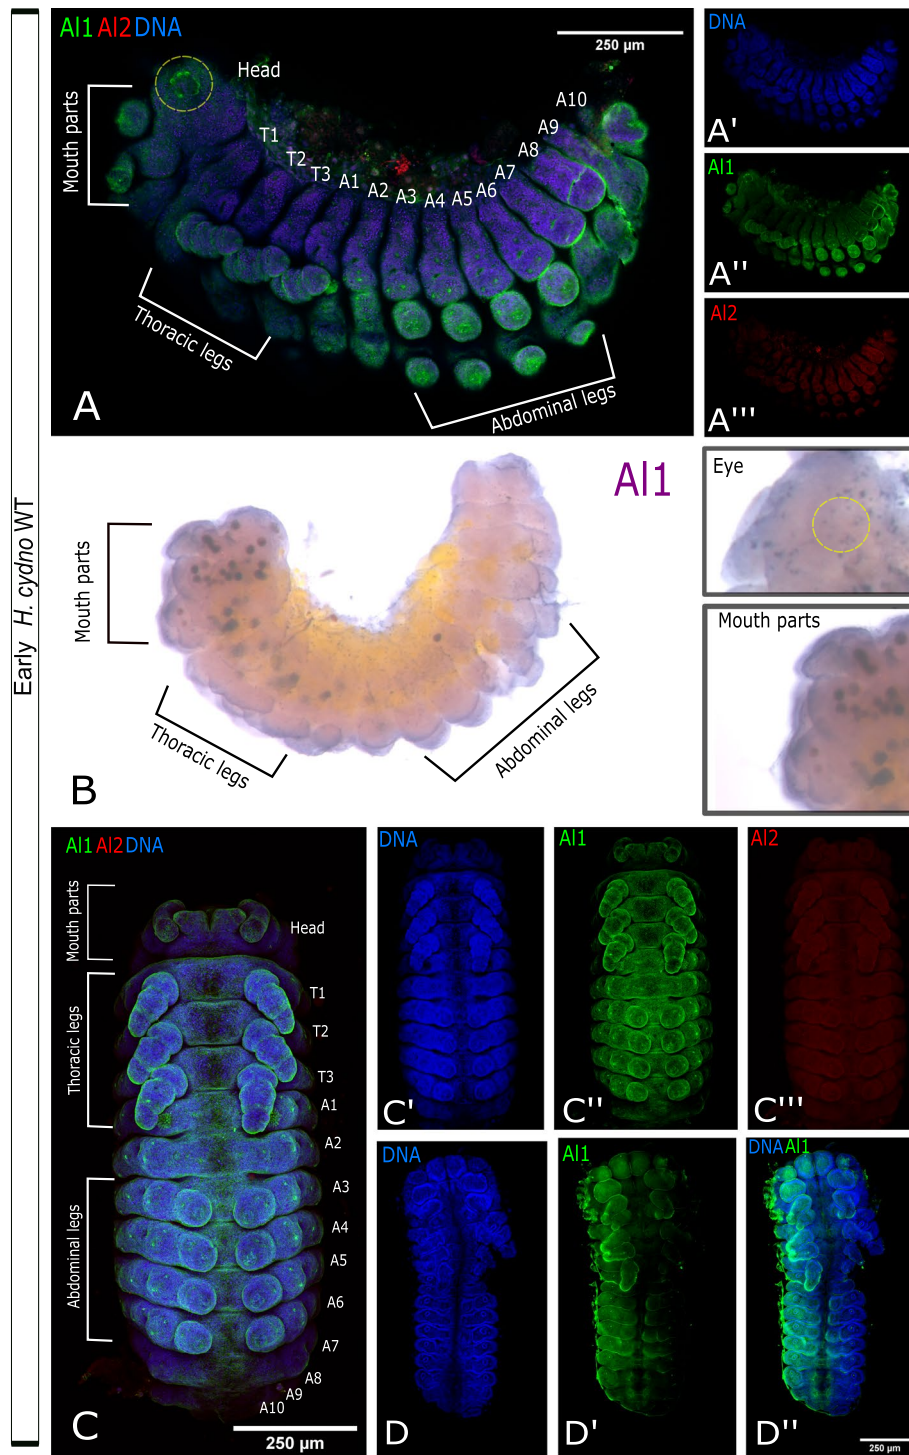 Early H. cydno WT
Al1 Al2 DNA
250 µm
Head
Mouth parts
T1
T2
T3
A1
A2
A3
A4
A5
A6
A7
A8
A9
A10
Thoracic legs
Abdominal legs
A
DNA
A'
Al1
A''
Al2
A'''
Al1
Mouth parts
Thoracic legs
Abdominal legs
B
Eye
Mouth parts
Al1 Al2 DNA
Mouth parts
Head
Thoracic legs
T1
T2
T3
A1
A2
Abdominal legs
A3
A4
A5
A6
A7
A8
A9
A10
C
250 µm
DNA
C'
Al1
C''
Al2
C'''
DNA
D
Al1
D'
DNA Al1
D''
250 µm